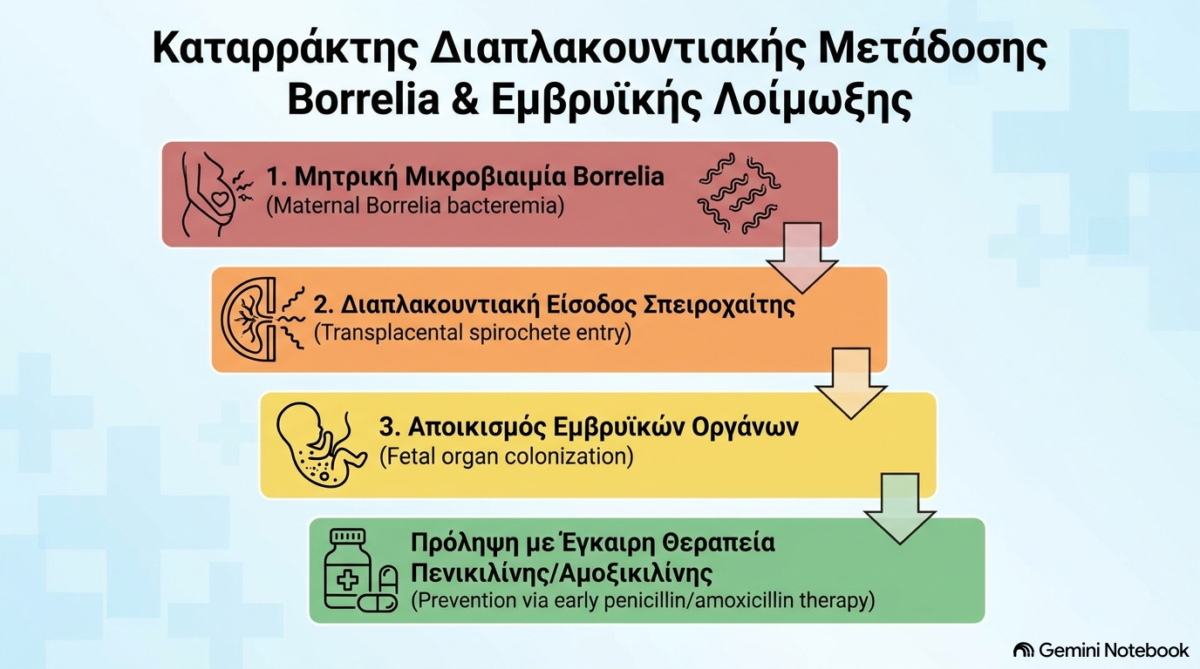 Καταρράκτης Διαπλακουντιακής Μετάδοσης
Borrelia & Εμβρυϊκής Λοίμωξης
1. Μητρική Μικροβιαιμία Borrelia
(Maternal Borrelia bacteremia)
2. Διαπλακουντιακή Είσοδος Σπειροχαίτης
(Transplacental spirochete entry)
3. Αποικισμός Εμβρυϊκών Οργάνων
(Fetal organ colonization)
Πρόληψη με Έγκαιρη Θεραπεία
Πενικιλίνης/Αμοξικιλίνης
(Prevention via early penicillin/amoxicillin therapy)
Gemini Notebook